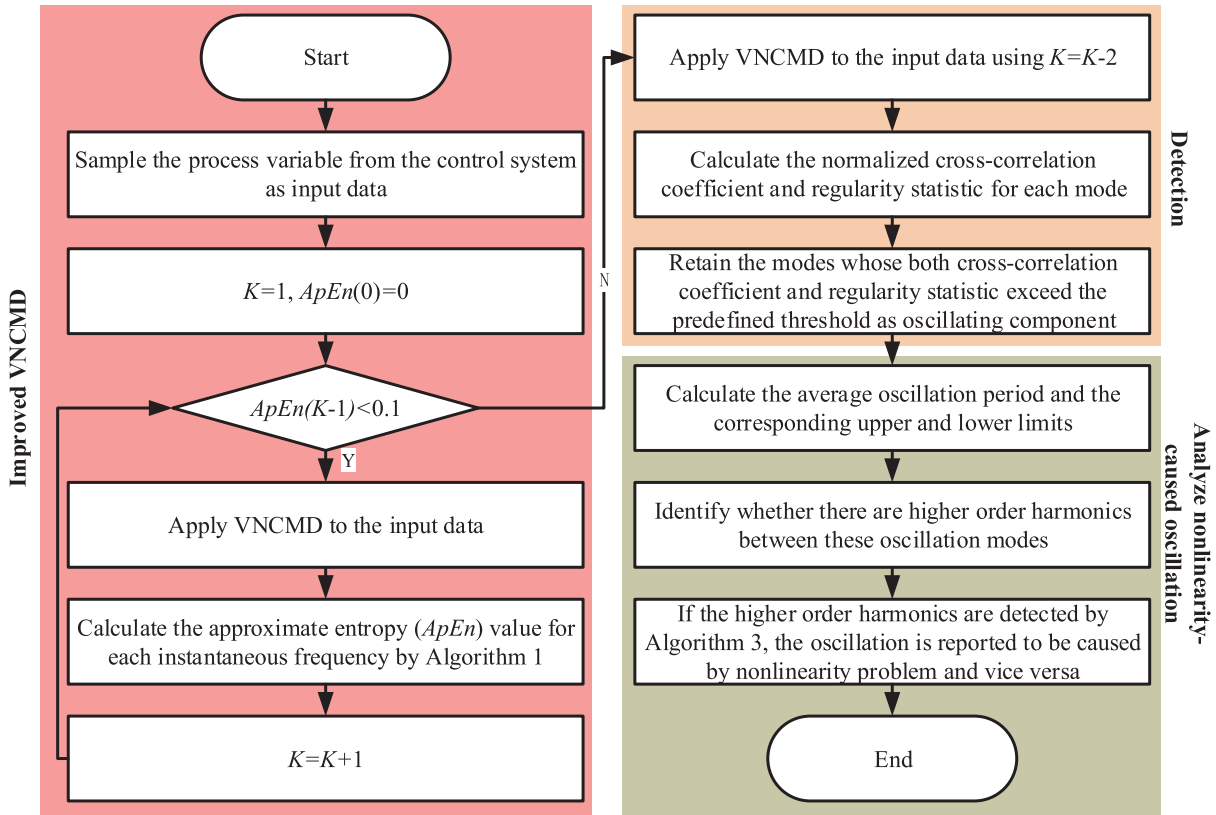 Improved VNCMD
Start
Sample the process variable from the control system
as input data
K=1, ApEn(0)=0
ApEn(K-1)<0.1
Y
N
Apply VNCMD to the input data
Calculate the approximate entropy (ApEn) value for
each instantaneous frequency by Algorithm 1
K=K+1
Detection
Apply VNCMD to the input data using K=K-2
Calculate the normalized cross-correlation
coefficient and regularity statistic for each mode
Retain the modes whose both cross-correlation
coefficient and regularity statistic exceed the
predefined threshold as oscillating component
Analyze nonlinearity-
caused oscillation
Calculate the average oscillation period and the
corresponding upper and lower limits
Identify whether there are higher order harmonics
between these oscillation modes
If the higher order harmonics are detected by
Algorithm 3, the oscillation is reported to be caused
by nonlinearity problem and vice versa
End